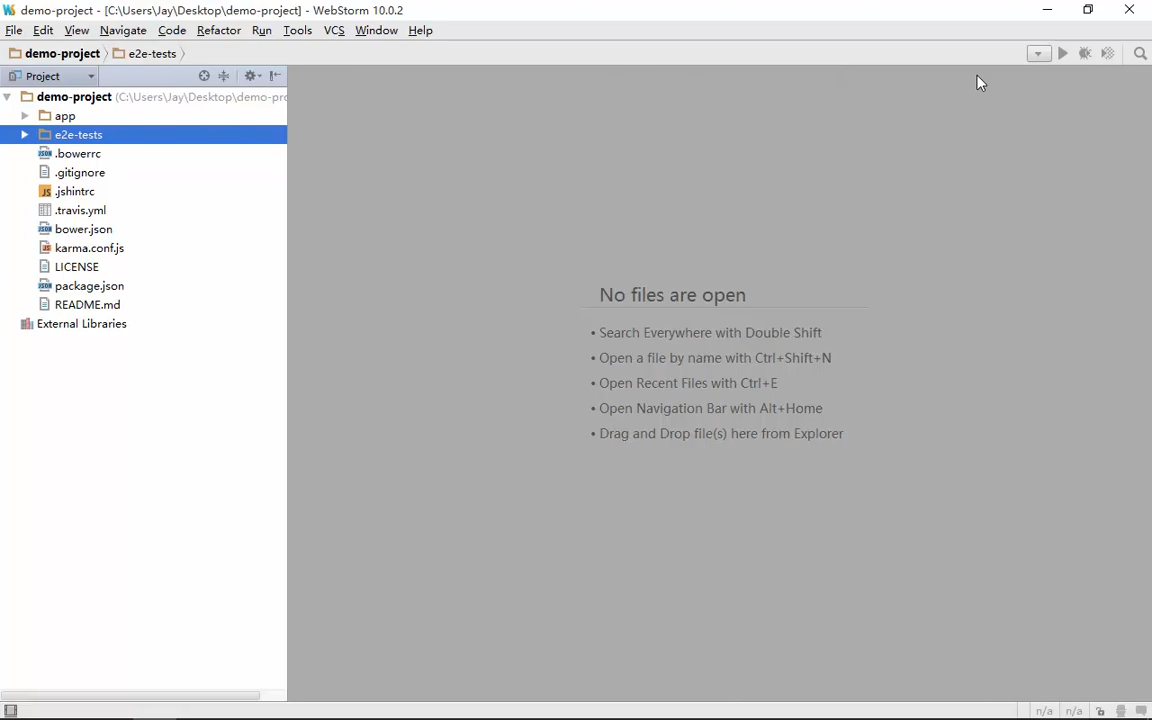 demo-project - [C:\Users\Jay\Desktop\demo-project] - WebStorm 10.0.2
File Edit View Navigate Code Refactor Run Tools VCS Window Help
demo-project e2e-tests
Project
demo-project (C:\Users\Jay\Desktop\demo-pro
app
e2e-tests
.bowerrc
.gitignore
.jshintrc
.travis.yml
bower.json
karma.conf.js
LICENSE
package.json
README.md
External Libraries
No files are open
• Search Everywhere with Double Shift
• Open a file by name with Ctrl+Shift+N
• Open Recent Files with Ctrl+E
• Open Navigation Bar with Alt+Home
• Drag and Drop file(s) here from Explorer
n/a n/a